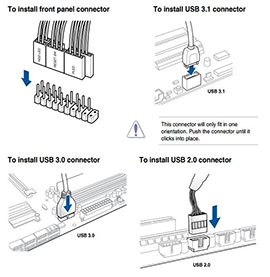 To install front panel connector
To install USB 3.1 connector
USB 3.1
This connector will only fit in one
orientation. Push the connector until it
clicks into place.
To install USB 3.0 connector
To install USB 2.0 connector
USB 3.0
USB 2.0